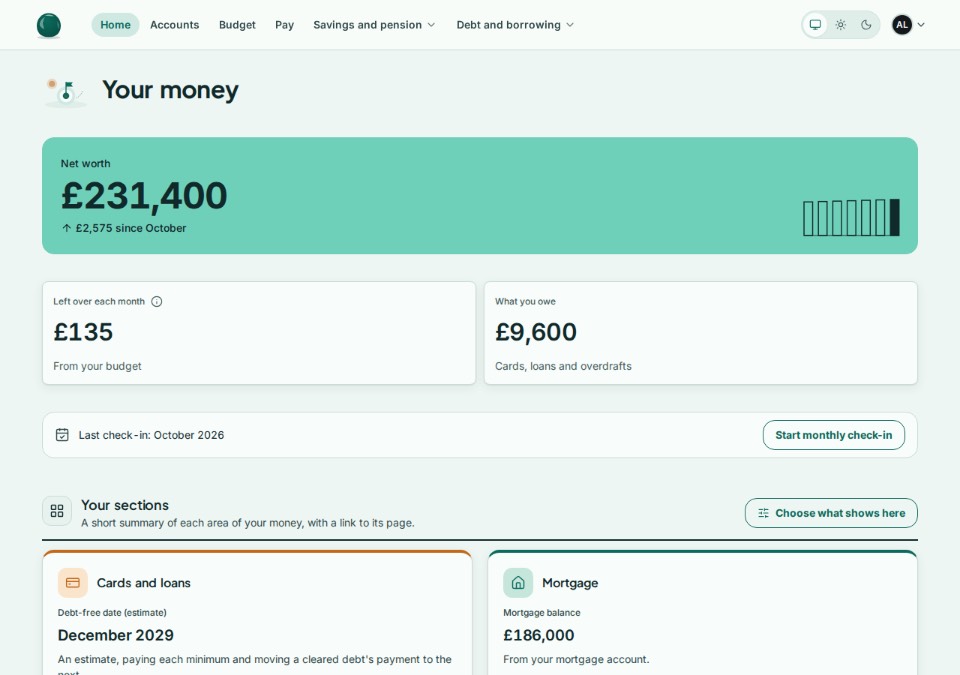 Home
Accounts
Budget
Pay
Savings and pension
Debt and borrowing
AL
Your money
Net worth
£231,400
↑ £2,575 since October
Left over each month
£135
From your budget
What you owe
£9,600
Cards, loans and overdrafts
Last check-in: October 2026
Start monthly check-in
Your sections
A short summary of each area of your money, with a link to its page.
Choose what shows here
Cards and loans
Debt-free date (estimate)
December 2029
An estimate, paying each minimum and moving a cleared debt's payment to the
next
Mortgage
Mortgage balance
£186,000
From your mortgage account.